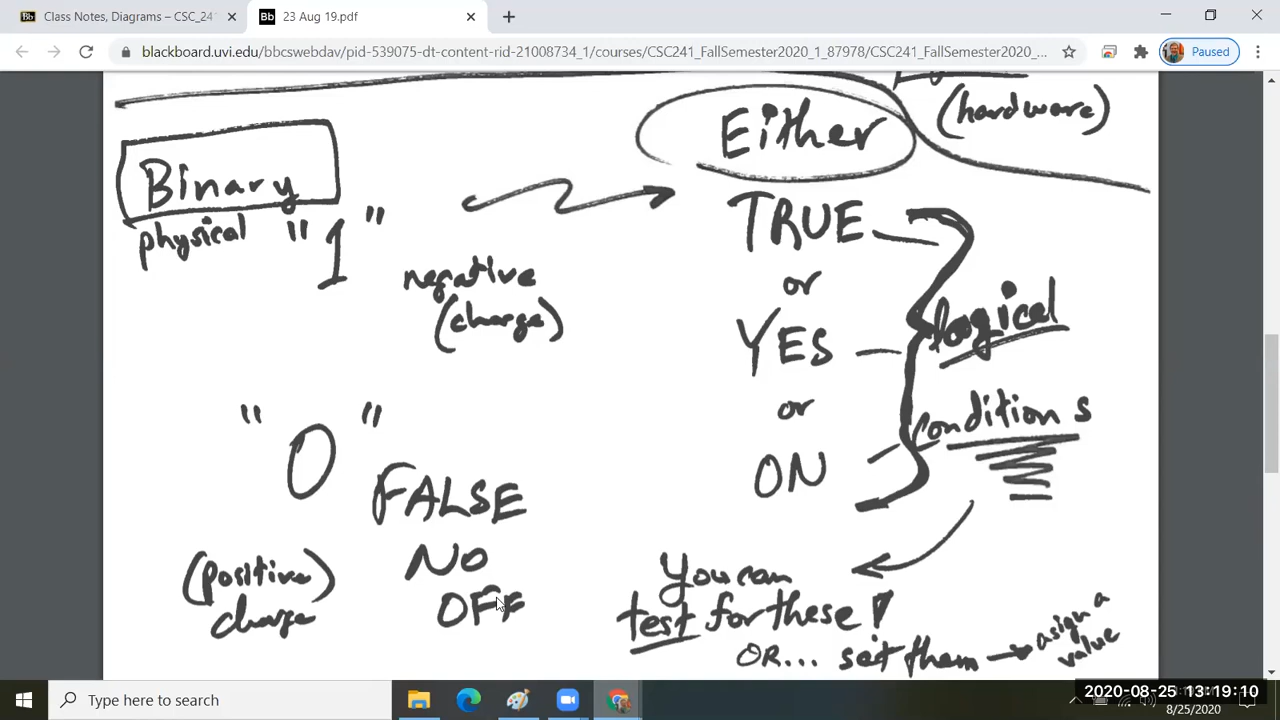 Class Notes, Diagrams – CSC_241
23 Aug 19.pdf
blackboard.uvi.edu/bbcswebdav/pid-539075-dt-content-rid-21008734_1/courses/CSC241_FallSemester2020_1_87978/CSC241_FallSemester2020_...
Paused
(hardware)
Either
Binary
physical "1"
negative
(charge)
TRUE
or
YES
or
ON
logical
conditions
"0"
FALSE
NO
OFF
(positive)
charge
You can
test for these!
OR... set them → asign a
value
Type here to search
2020-08-25 13:19:10
8/25/2020